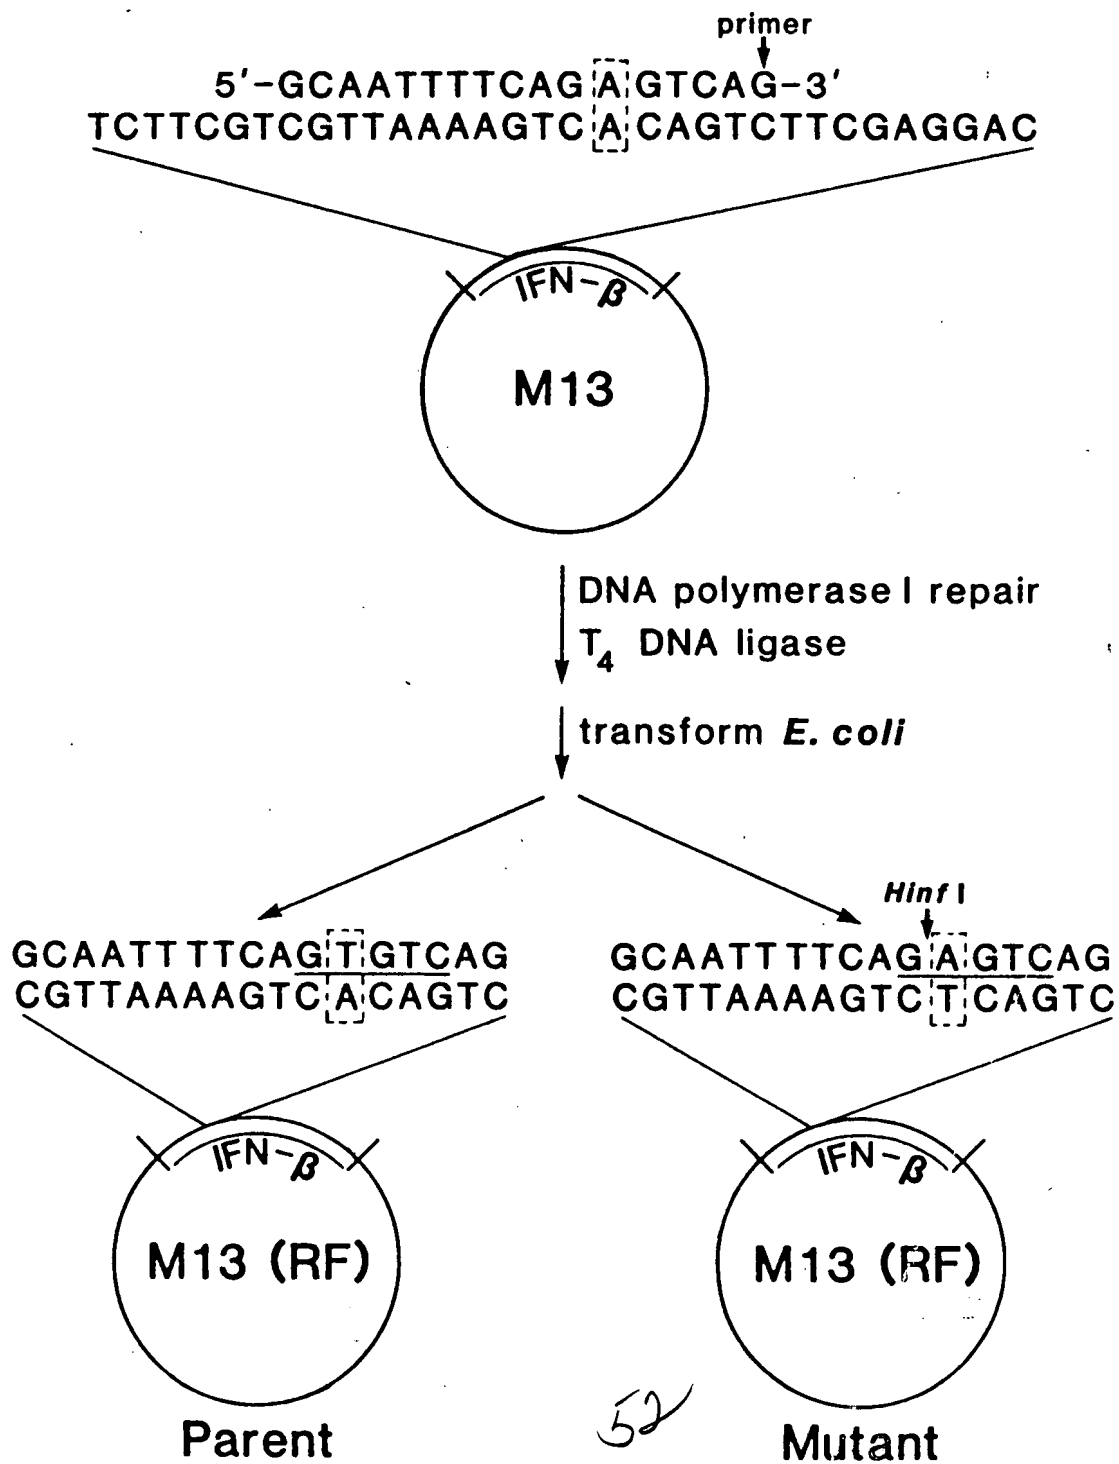 primer
5'-GCAATTTTCAGAGTCAG-3'
TCTTCGTCGTTAAAAGTCACAGTCTTCGAGGAC
IFN-β
M13
DNA polymerase I repair
T4 DNA ligase
transform E. coli
Hinf I
GCAATTTTCAGTGTCAG
CGTTAAAAGTCACAGTC
GCAATTTTCAGAGTCAG
CGTTAAAAGTCTCAGTC
IFN-β
M13 (RF)
Parent
IFN-β
M13 (RF)
Mutant
52